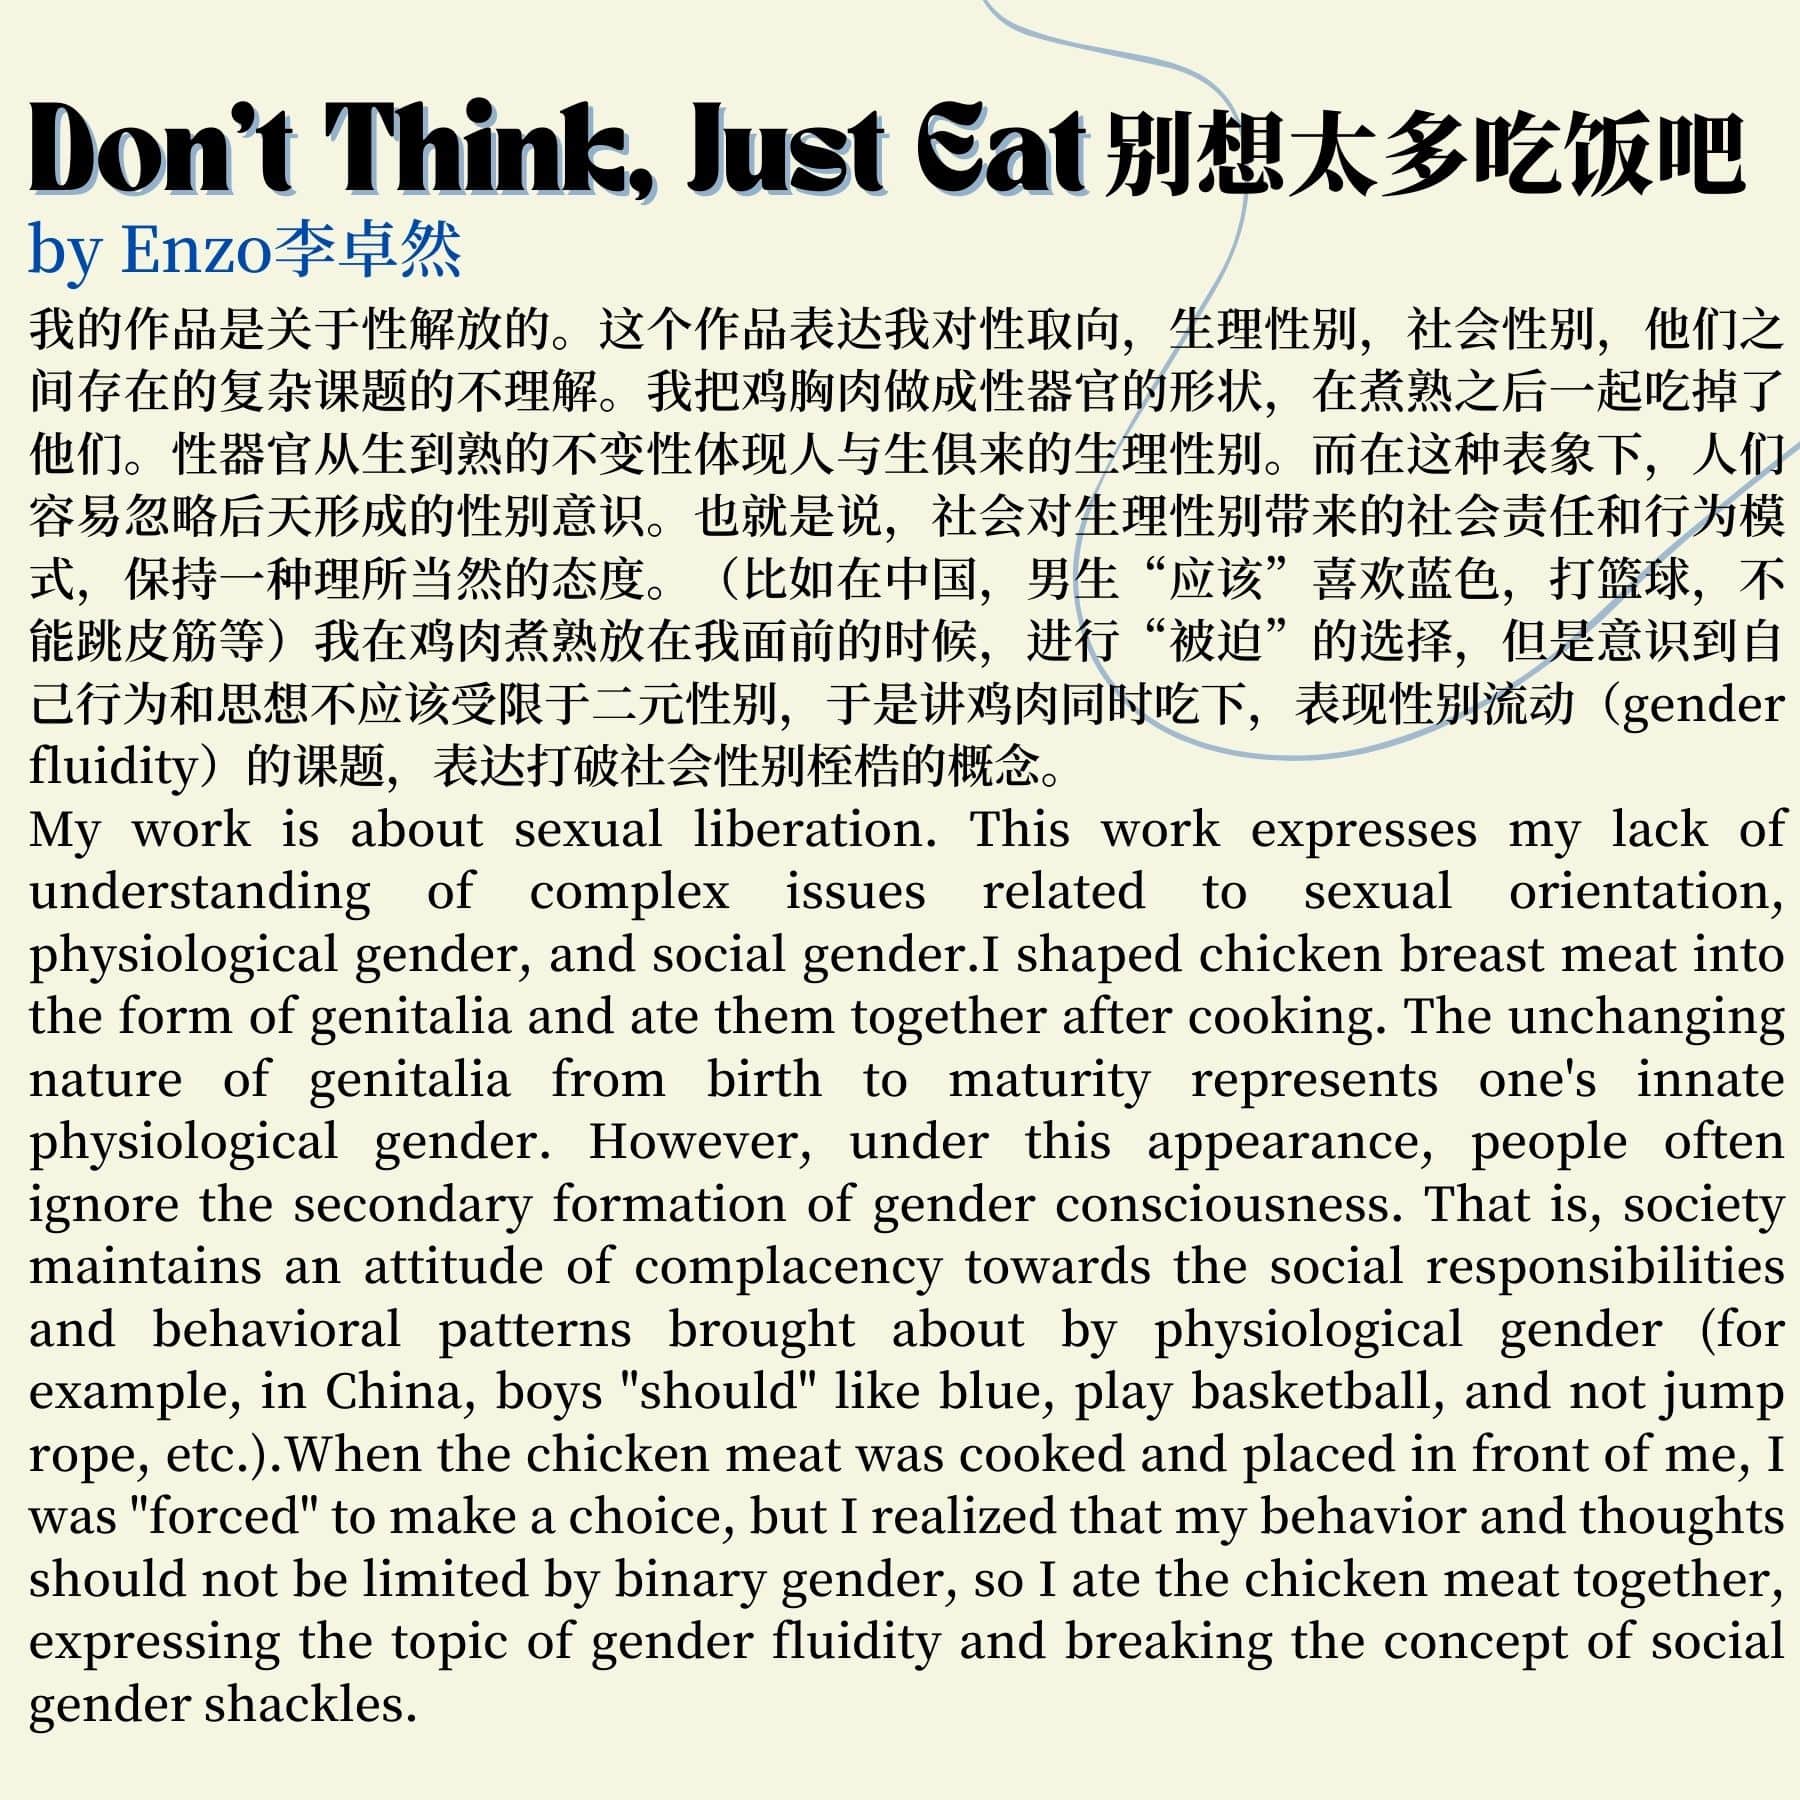 Don't Think, Just Eat 别想太多吃饭吧
by Enzo李卓然
我的作品是关于性解放的。这个作品表达我对性取向，生理性别，社会性别，他们之
间存在的复杂课题的不理解。我把鸡胸肉做成性器官的形状，在煮熟之后一起吃掉了
他们。性器官从生到熟的不变性体现人与生俱来的生理性别。而在这种表象下，人们
容易忽略后天形成的性别意识。也就是说，社会对生理性别带来的社会责任和行为模
式，保持一种理所当然的态度。（比如在中国，男生“应该”喜欢蓝色，打篮球，不
能跳皮筋等）我在鸡肉煮熟放在我面前的时候，进行“被迫”的选择，但是意识到自
己行为和思想不应该受限于二元性别，于是讲鸡肉同时吃下，表现性别流动（gender
fluidity）的课题，表达打破社会性别桎梏的概念。
My work is about sexual liberation. This work expresses my lack of
understanding of complex issues related to sexual orientation,
physiological gender, and social gender.I shaped chicken breast meat into
the form of genitalia and ate them together after cooking. The unchanging
nature of genitalia from birth to maturity represents one's innate
physiological gender. However, under this appearance, people often
ignore the secondary formation of gender consciousness. That is, society
maintains an attitude of complacency towards the social responsibilities
and behavioral patterns brought about by physiological gender (for
example, in China, boys "should" like blue, play basketball, and not jump
rope, etc.).When the chicken meat was cooked and placed in front of me, I
was "forced" to make a choice, but I realized that my behavior and thoughts
should not be limited by binary gender, so I ate the chicken meat together,
expressing the topic of gender fluidity and breaking the concept of social
gender shackles.